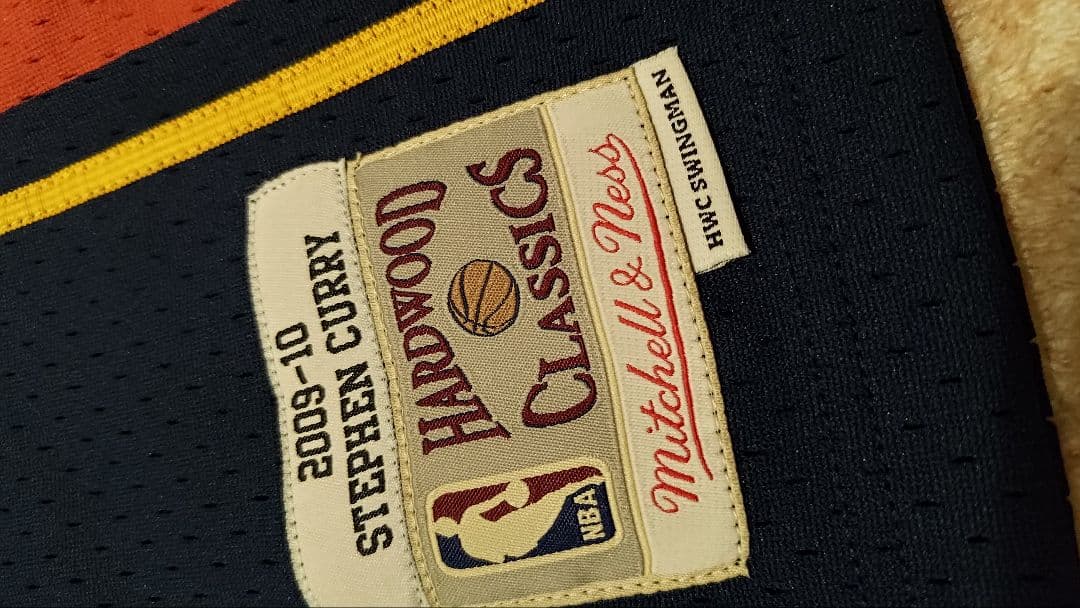 2009-10
STEPHEN CURRY
HARDWOOD
CLASSICS
NBA
Mitchell & Ness
HWC SWINGMAN